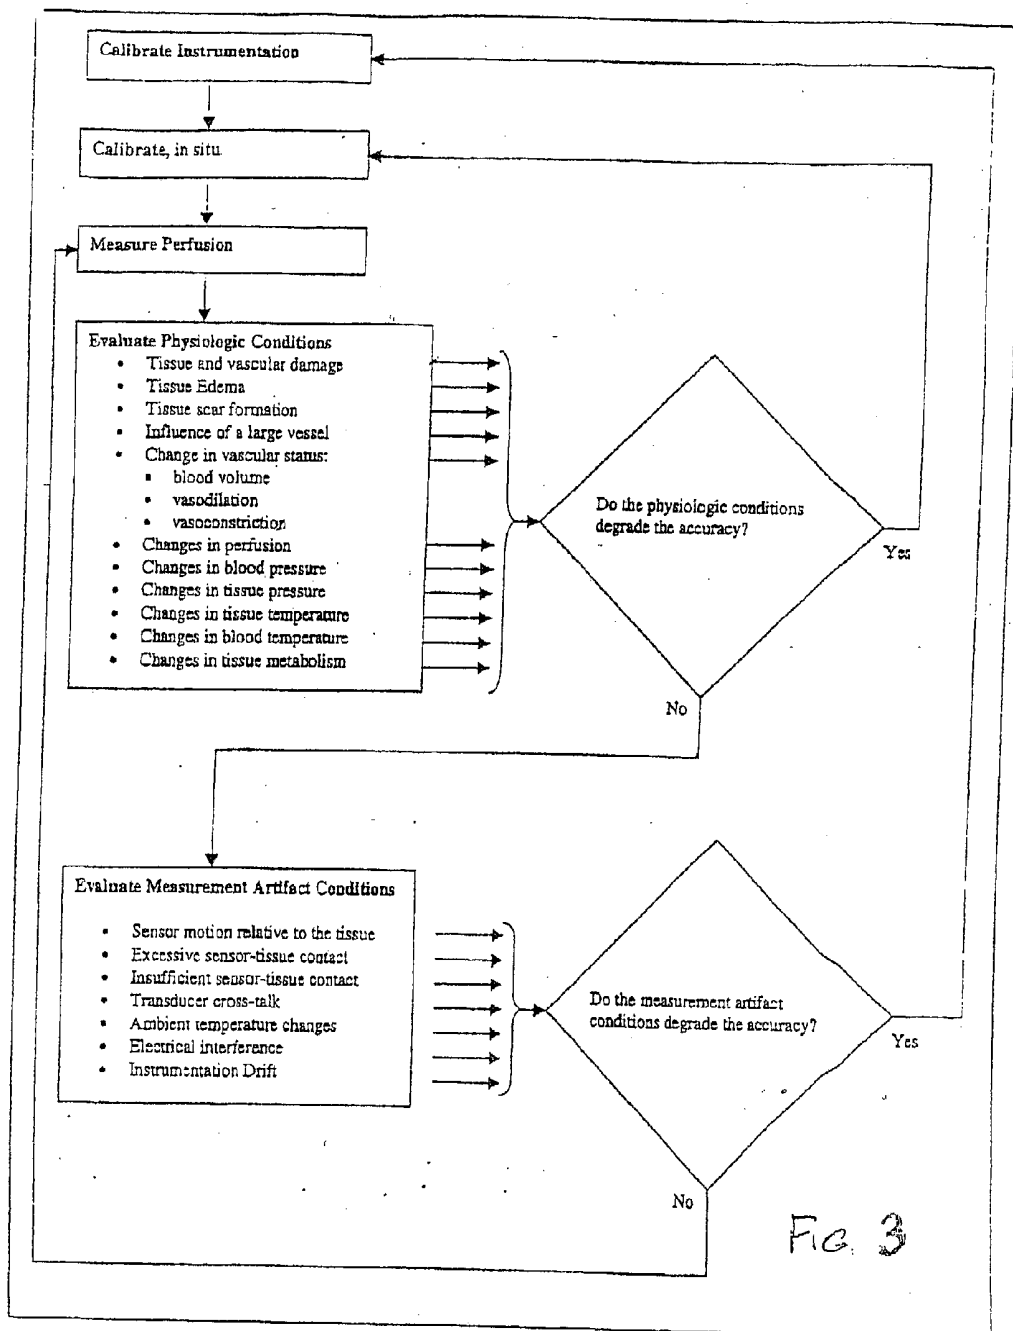 Calibrate Instrumentation
Calibrate, in situ
Measure Perfusion
Evaluate Physiologic Conditions
• Tissue and vascular damage
• Tissue Edema
• Tissue scar formation
• Influence of a large vessel
• Change in vascular status:
▪ blood volume
• vasodilation
▪ vasoconstriction
• Changes in perfusion
• Changes in blood pressure
• Changes in tissue pressure
• Changes in tissue temperature
• Changes in blood temperature
• Changes in tissue metabolism
Do the physiologic conditions
degrade the accuracy?
Yes
No
Evaluate Measurement Artifact Conditions
• Sensor motion relative to the tissue
• Excessive sensor-tissue contact
• Insufficient sensor-tissue contact
• Transducer cross-talk
• Ambient temperature changes
• Electrical interference
• Instrumentation Drift
Do the measurement artifact
conditions degrade the accuracy?
Yes
No
FIG. 3